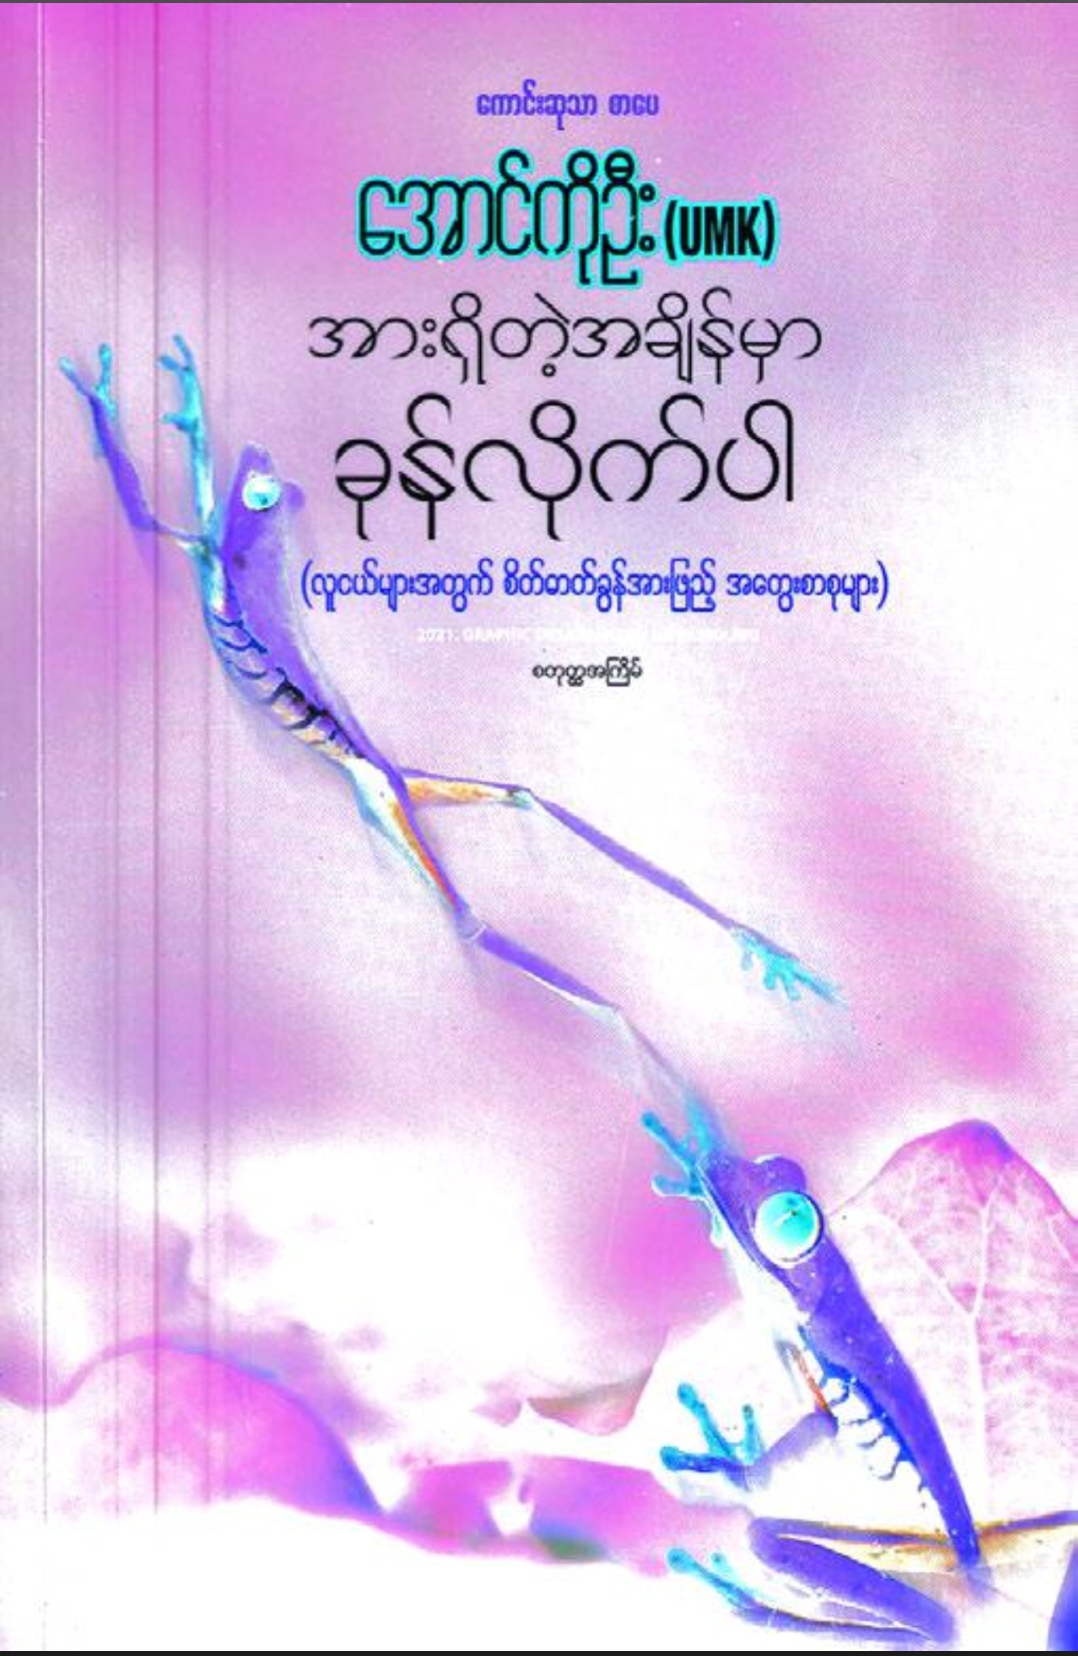 ကောင်းဆုသာ စာပေ
အောင်ကိုဦး (UMK)
အားရှိတဲ့အချိန်မှာ
ခုန်လိုက်ပါ
(လူငယ်များအတွက် စိတ်ဓာတ်ခွန်အားဖြည့် အတွေးစာစုများ)
2021. GRAPHIC
စတုတ္ထအကြိမ်